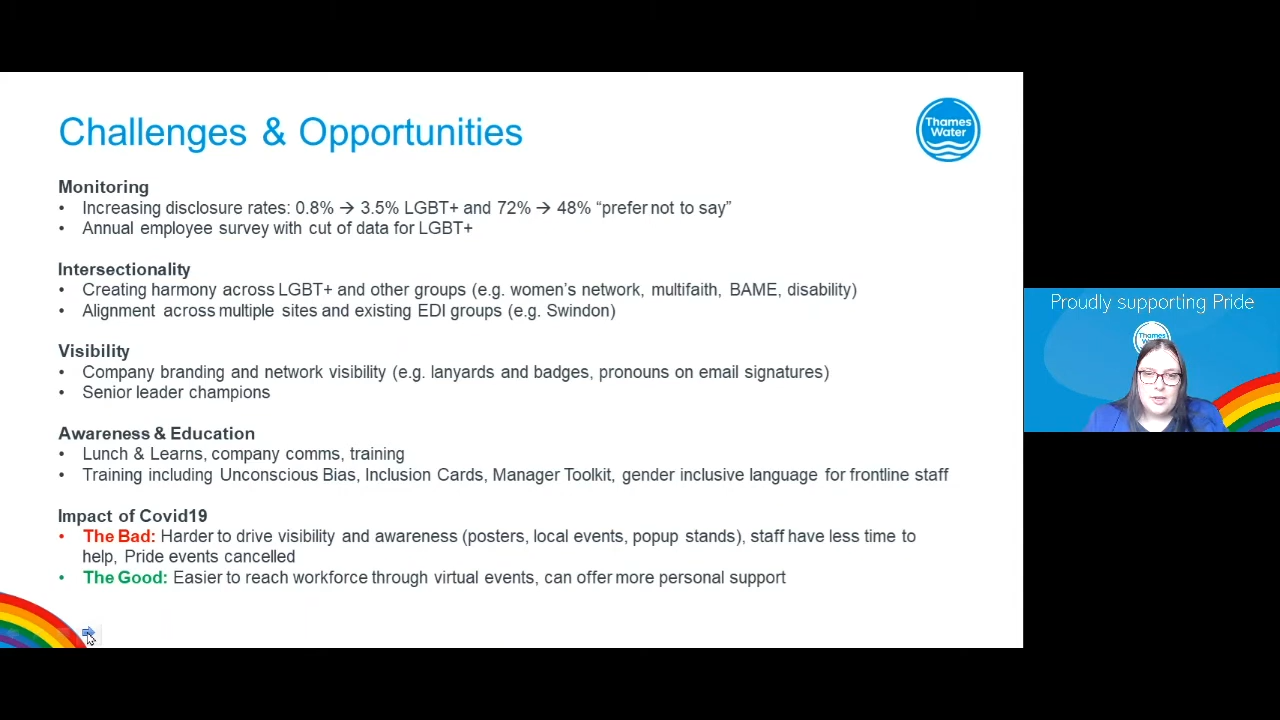 Challenges & Opportunities
Thames
Water
Monitoring
• Increasing disclosure rates: 0.8% → 3.5% LGBT+ and 72% → 48% “prefer not to say”
• Annual employee survey with cut of data for LGBT+
Intersectionality
• Creating harmony across LGBT+ and other groups (e.g. women’s network, multifaith, BAME, disability)
• Alignment across multiple sites and existing EDI groups (e.g. Swindon)
Visibility
• Company branding and network visibility (e.g. lanyards and badges, pronouns on email signatures)
• Senior leader champions
Awareness & Education
• Lunch & Learns, company comms, training
• Training including Unconscious Bias, Inclusion Cards, Manager Toolkit, gender inclusive language for frontline staff
Impact of Covid19
• The Bad: Harder to drive visibility and awareness (posters, local events, popup stands), staff have less time to
help, Pride events cancelled
• The Good: Easier to reach workforce through virtual events, can offer more personal support
Proudly supporting Pride
Thames